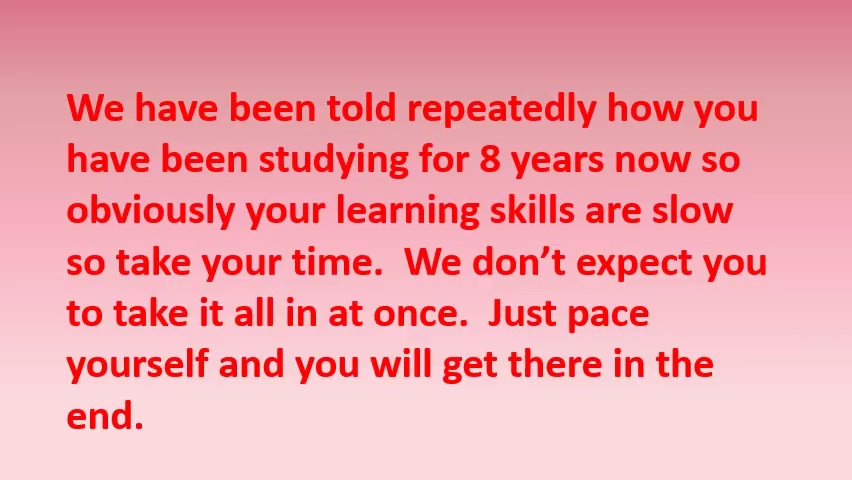 We have been told repeatedly how you
have been studying for 8 years now so
obviously your learning skills are slow
so take your time.  We don’t expect you
to take it all in at once.  Just pace
yourself and you will get there in the
end.